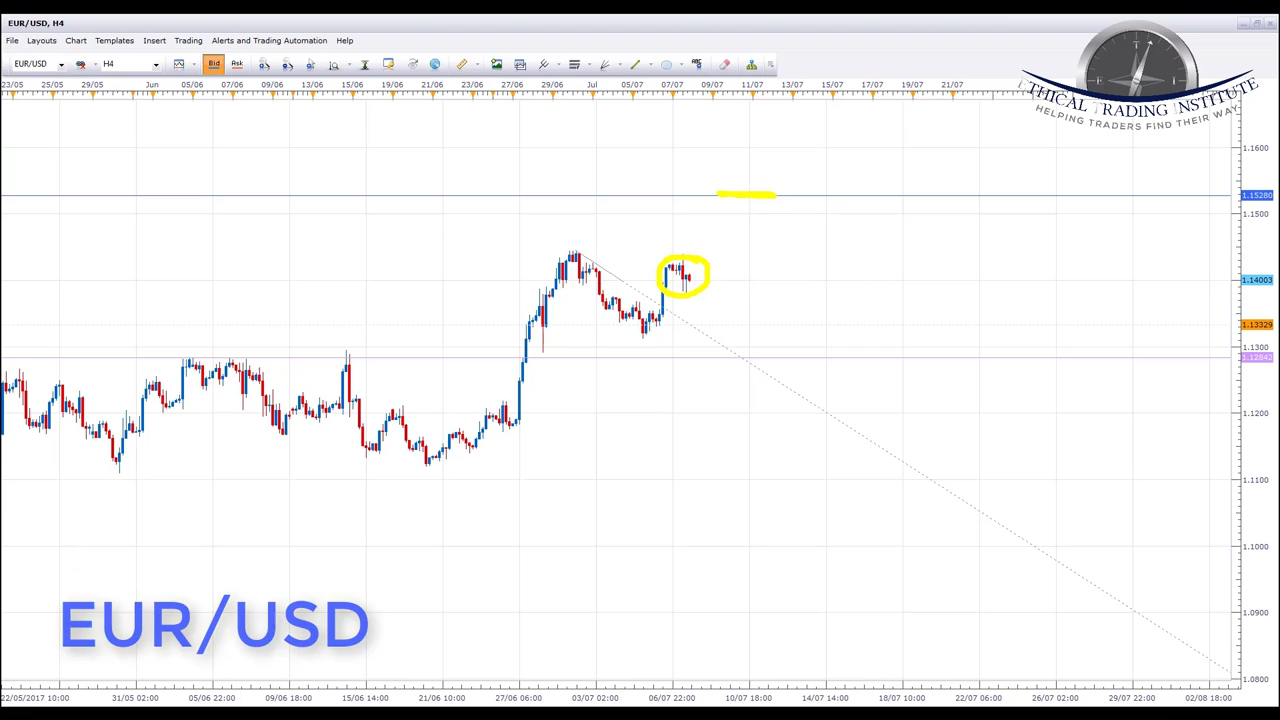 EUR/USD, H4
File Layouts Chart Templates Insert Trading Alerts and Trading Automation Help
EUR/USD H4 Bid Ask ABC
23/05 25/05 29/05 Jun 05/06 07/06 09/06 13/06 15/06 19/06 21/06 23/06 27/06 29/06 Jul 05/07 07/07 09/07 11/07 13/07 15/07 17/07 19/07 21/07
ETHICAL TRADING INSTITUTE
HELPING TRADERS FIND THEIR WAY
1.1600
1.15280
1.1500
1.14003
1.13329
1.1300
1.12842
1.1200
1.1100
1.1000
1.0900
1.0800
EUR/USD
22/05/2017 10:00 31/05 02:00 05/06 22:00 09/06 18:00 15/06 14:00 21/06 10:00 27/06 06:00 03/07 02:00 06/07 22:00 10/07 18:00 14/07 14:00 18/07 10:00 22/07 06:00 26/07 02:00 29/07 22:00 02/08 18:00